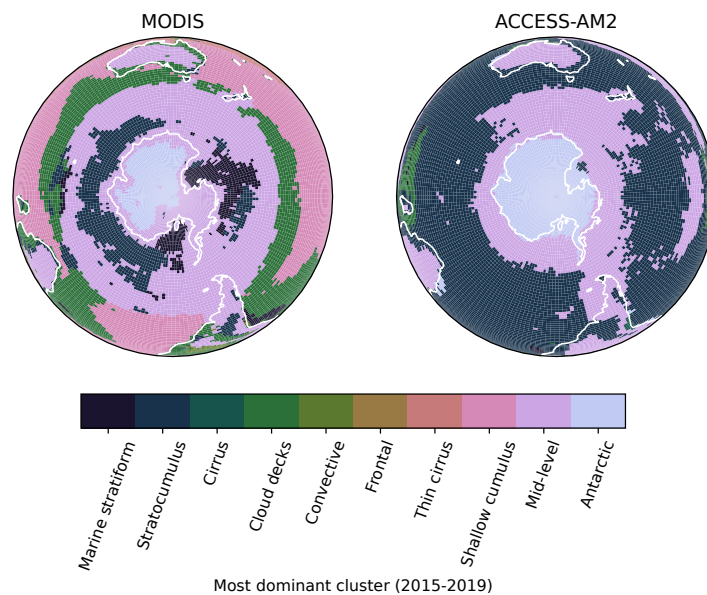 MODIS
ACCESS-AM2
Marine stratiform
Stratocumulus
Cirrus
Cloud decks
Convective
Frontal
Thin cirrus
Shallow cumulus
Mid-level
Antarctic
Most dominant cluster (2015-2019)